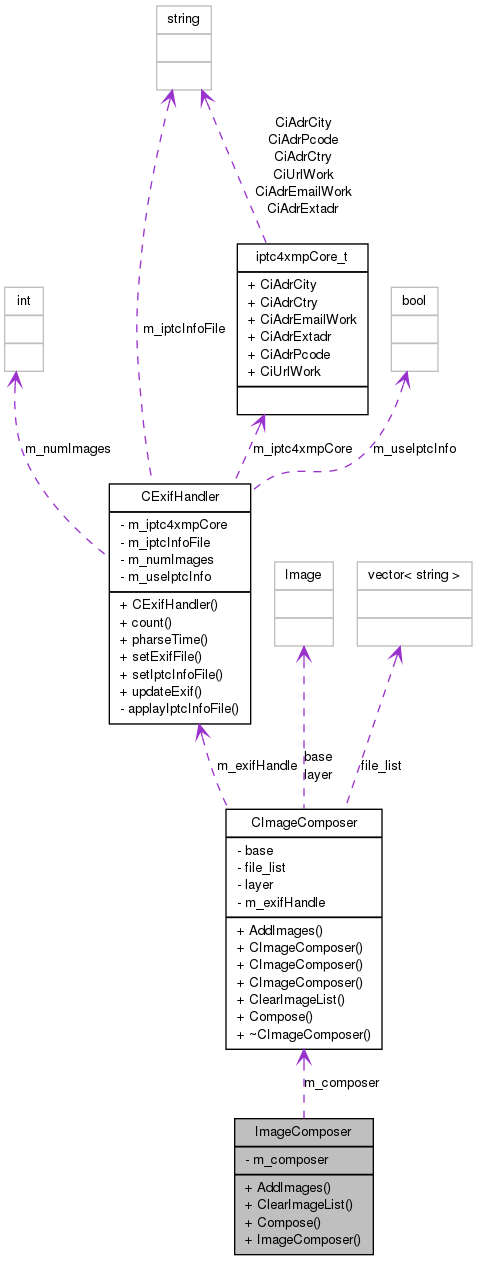 string
CiAdrCity
CiAdrPcode
CiAdrCtry
CiUrlWork
CiAdrEmailWork
CiAdrExtadr
iptc4xmpCore_t
+ CiAdrCity
+ CiAdrCtry
+ CiAdrEmailWork
+ CiAdrExtadr
+ CiAdrPcode
+ CiUrlWork
int
bool
m_iptcInfoFile
m_numImages
m_iptc4xmpCore
m_useIptcInfo
CExifHandler
- m_iptc4xmpCore
- m_iptcInfoFile
- m_numImages
- m_useIptcInfo
+ CExifHandler()
+ count()
+ pharseTime()
+ setExifFile()
+ setIptcInfoFile()
+ updateExif()
- applayIptcInfoFile()
Image
vector< string >
m_exifHandle
base
layer
file_list
CImageComposer
- base
- file_list
- layer
- m_exifHandle
+ AddImages()
+ CImageComposer()
+ CImageComposer()
+ CImageComposer()
+ ClearImageList()
+ Compose()
+ ~CImageComposer()
m_composer
ImageComposer
- m_composer
+ AddImages()
+ ClearImageList()
+ Compose()
+ ImageComposer()